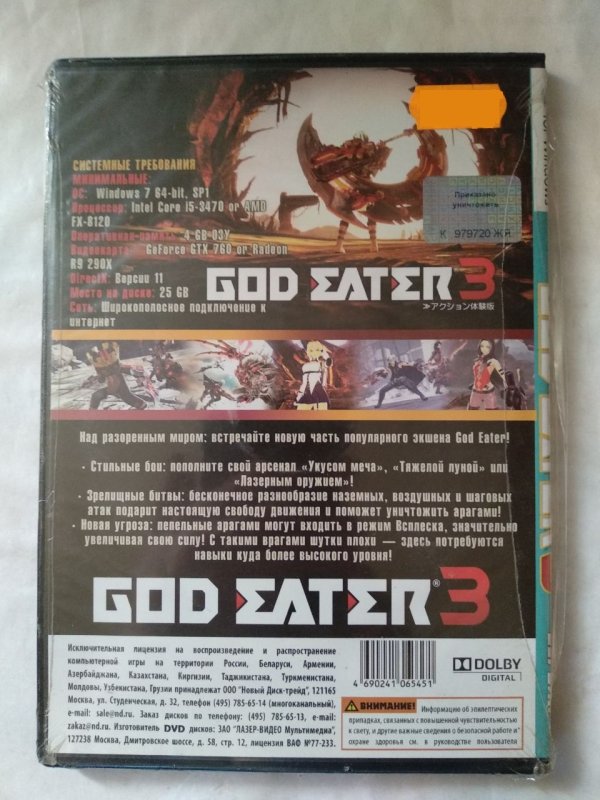 СИСТЕМНЫЕ ТРЕБОВАНИЯ
МИНИМАЛЬНЫЕ:
ОС: Windows 7 64-bit, SP1
Процессор: Intel Core i5-3470 or AMD
FX-8120
Оперативная память: 4 GB ОЗУ
Видеокарта: GeForce GTX 760 or Radeon
R9 290X
DirectX: Версии 11
Место на диске: 25 GB
Сеть: Широкополосное подключение к
интернет
К 979720 ЖЯ
GOD EATER 3
≫アクション体験版
Над разоренным миром: встречайте новую часть популярного экшена God Eater!
• Стильные бои: пополните свой арсенал «Укусом меча», «Тяжелой луной» или
«Лазерным оружием»!
• Зрелищные битвы: бесконечное разнообразие наземных, воздушных и шаговых
атак подарит настоящую свободу движения и поможет уничтожить арагами!
• Новая угроза: пепельные арагами могут входить в режим Всплеска, значительно
увеличивая свою силу! С такими врагами шутки плохи — здесь потребуются
навыки куда более высокого уровня!
GOD EATER® 3
Исключительная лицензия на воспроизведение и распространение
компьютерной игры на территории России, Беларуси, Армении,
Азербайджана, Казахстана, Киргизии, Таджикистана, Туркменистана,
Молдовы, Узбекистана, Грузии принадлежат ООО "Новый Диск-трейд", 121165
Москва, ул. Студенческая, д. 32, телефон (495) 785-65-14 (многоканальный),
e-mail: sale@nd.ru. Заказ дисков по телефону: (495) 785-65-13, e-mail:
zakaz@nd.ru. Изготовитель DVD дисков: ЗАО "ЛАЗЕР-ВИДЕО Мультимедиа",
127238 Москва, Дмитровское шоссе, д. 58, стр. 12, лицензия ВАФ №77-233.
4 690241 065451
DOLBY
DIGITAL
ВНИМАНИЕ! Информацию об эпилептических
припадках, связанных с повышенной чувствительностью
к свету, и другие важные сведения о безопасной работе и
охране здоровья см. в руководстве пользователя